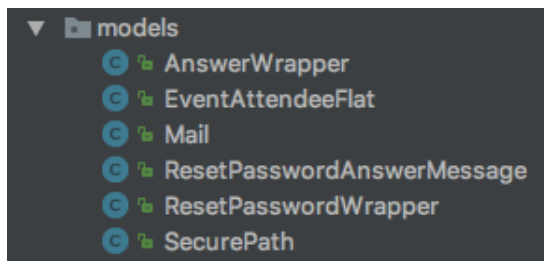 models
C AnswerWrapper
C EventAttendeeFlat
C Mail
C ResetPasswordAnswerMessage
C ResetPasswordWrapper
C SecurePath